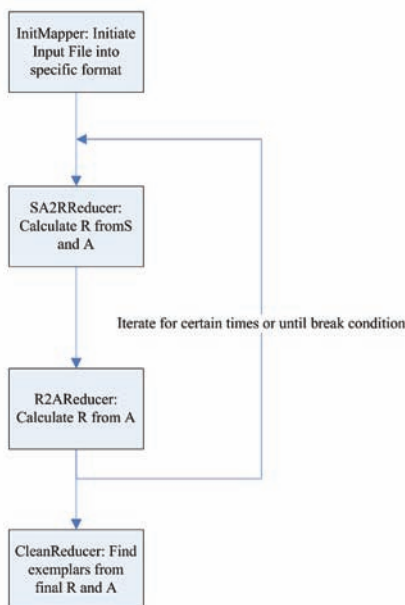 InitMapper: Initiate
Input File into
specific format
SA2RReducer:
Calculate R fromS
and A
Iterate for certain times or until break condition
R2AReducer:
Calculate R from A
CleanReducer: Find
exemplars from
final R and A